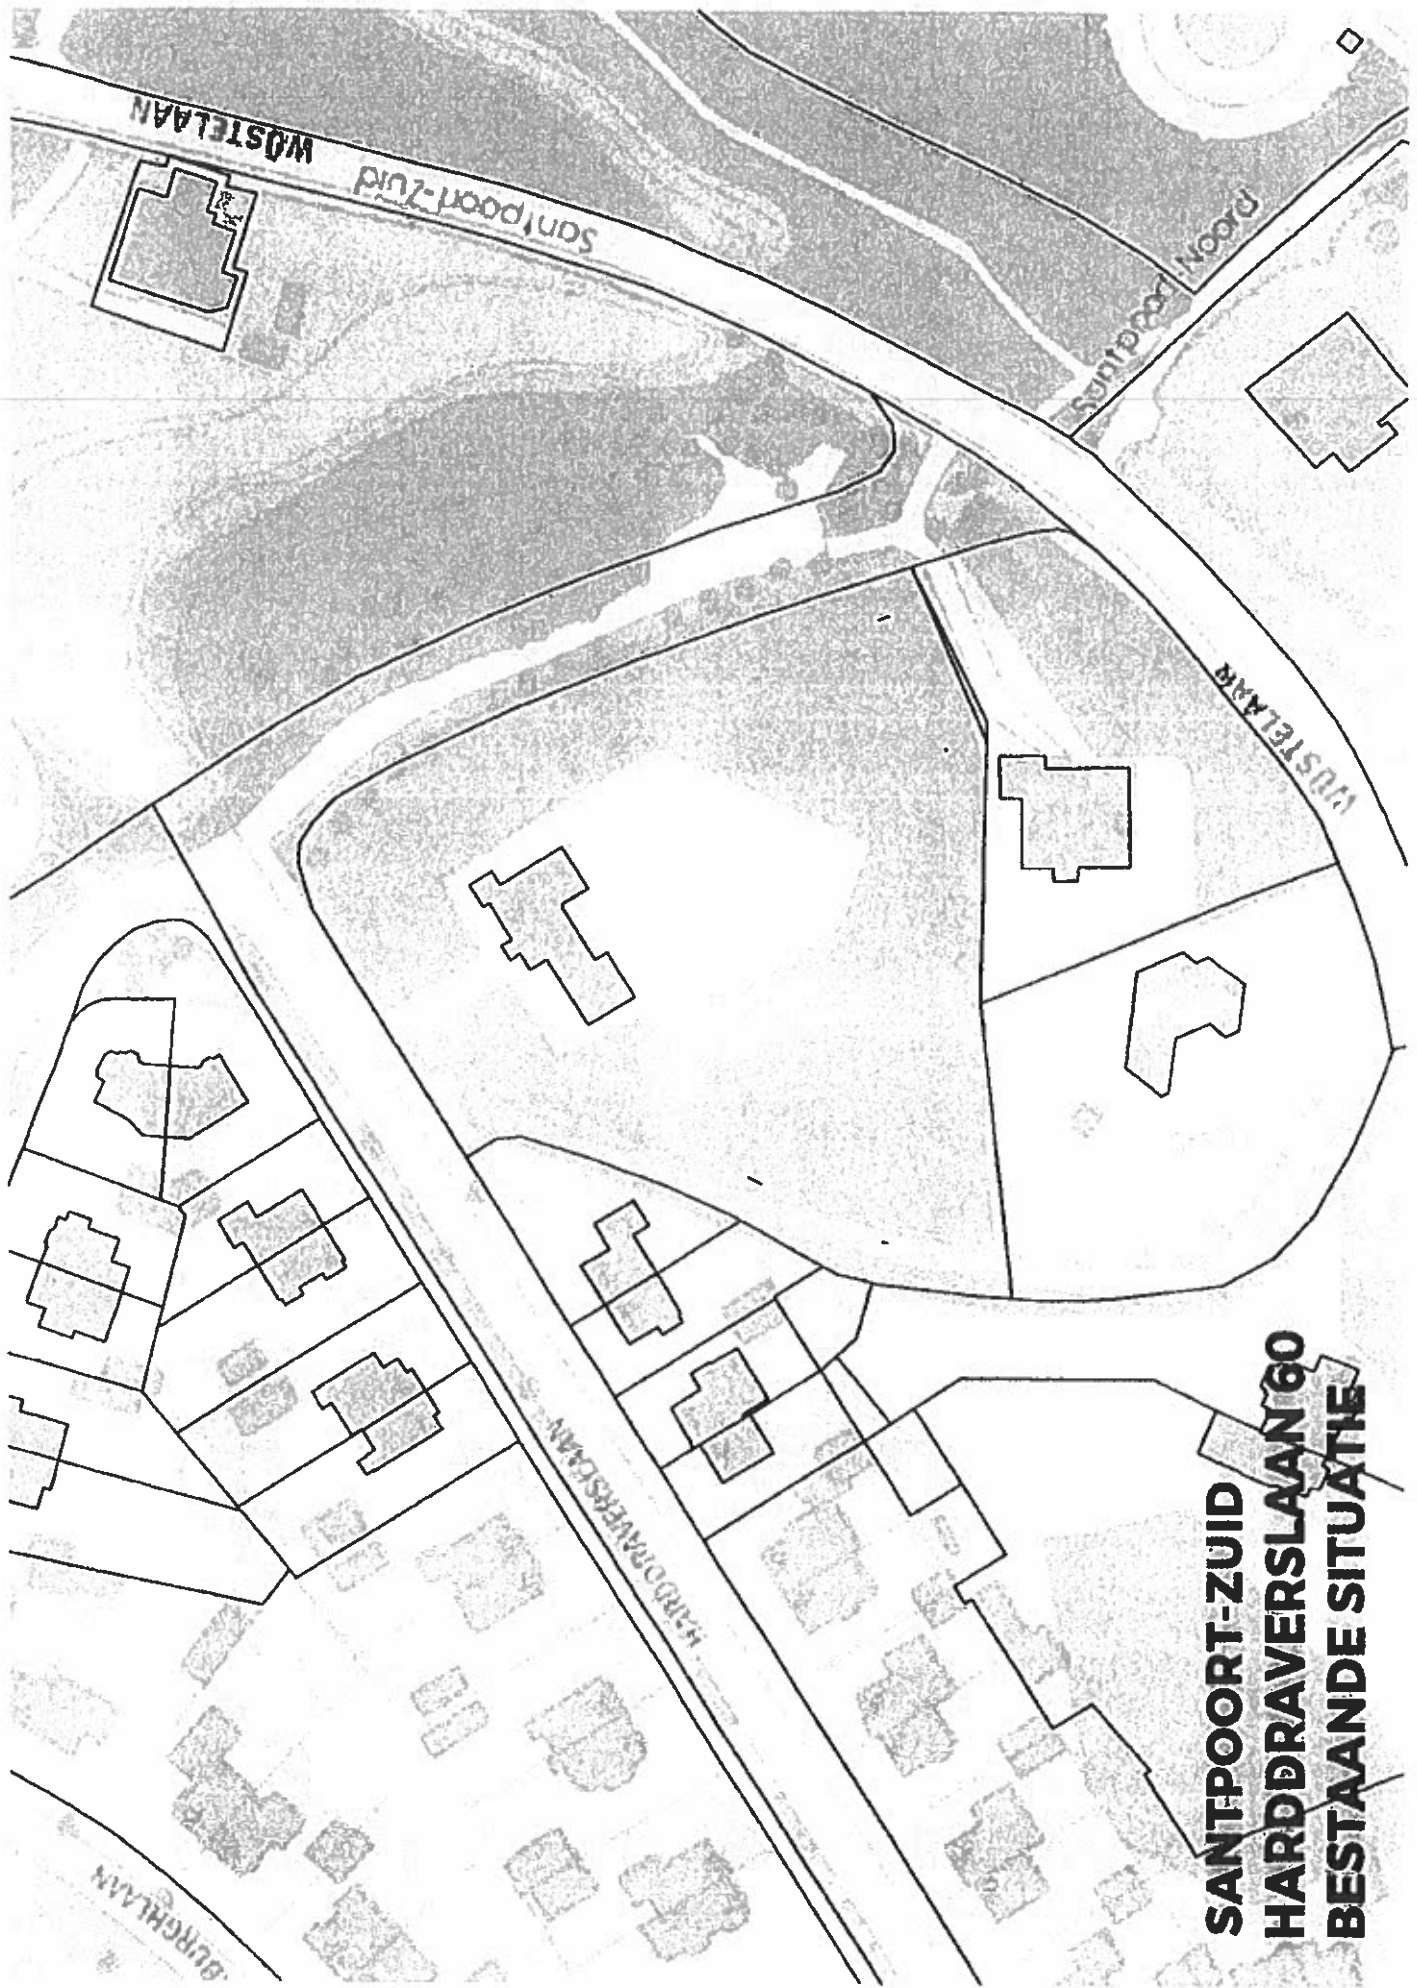 WÜSTELAAN
Santpoort-Zuid
Santpoort-Noord
WÜSTELAAN
HARDDRAVERSLAAN
BURGHLAAN
SANTPOORT-ZUID
HARDDRAVERSLAAN 60
BESTAANDE SITUATIE